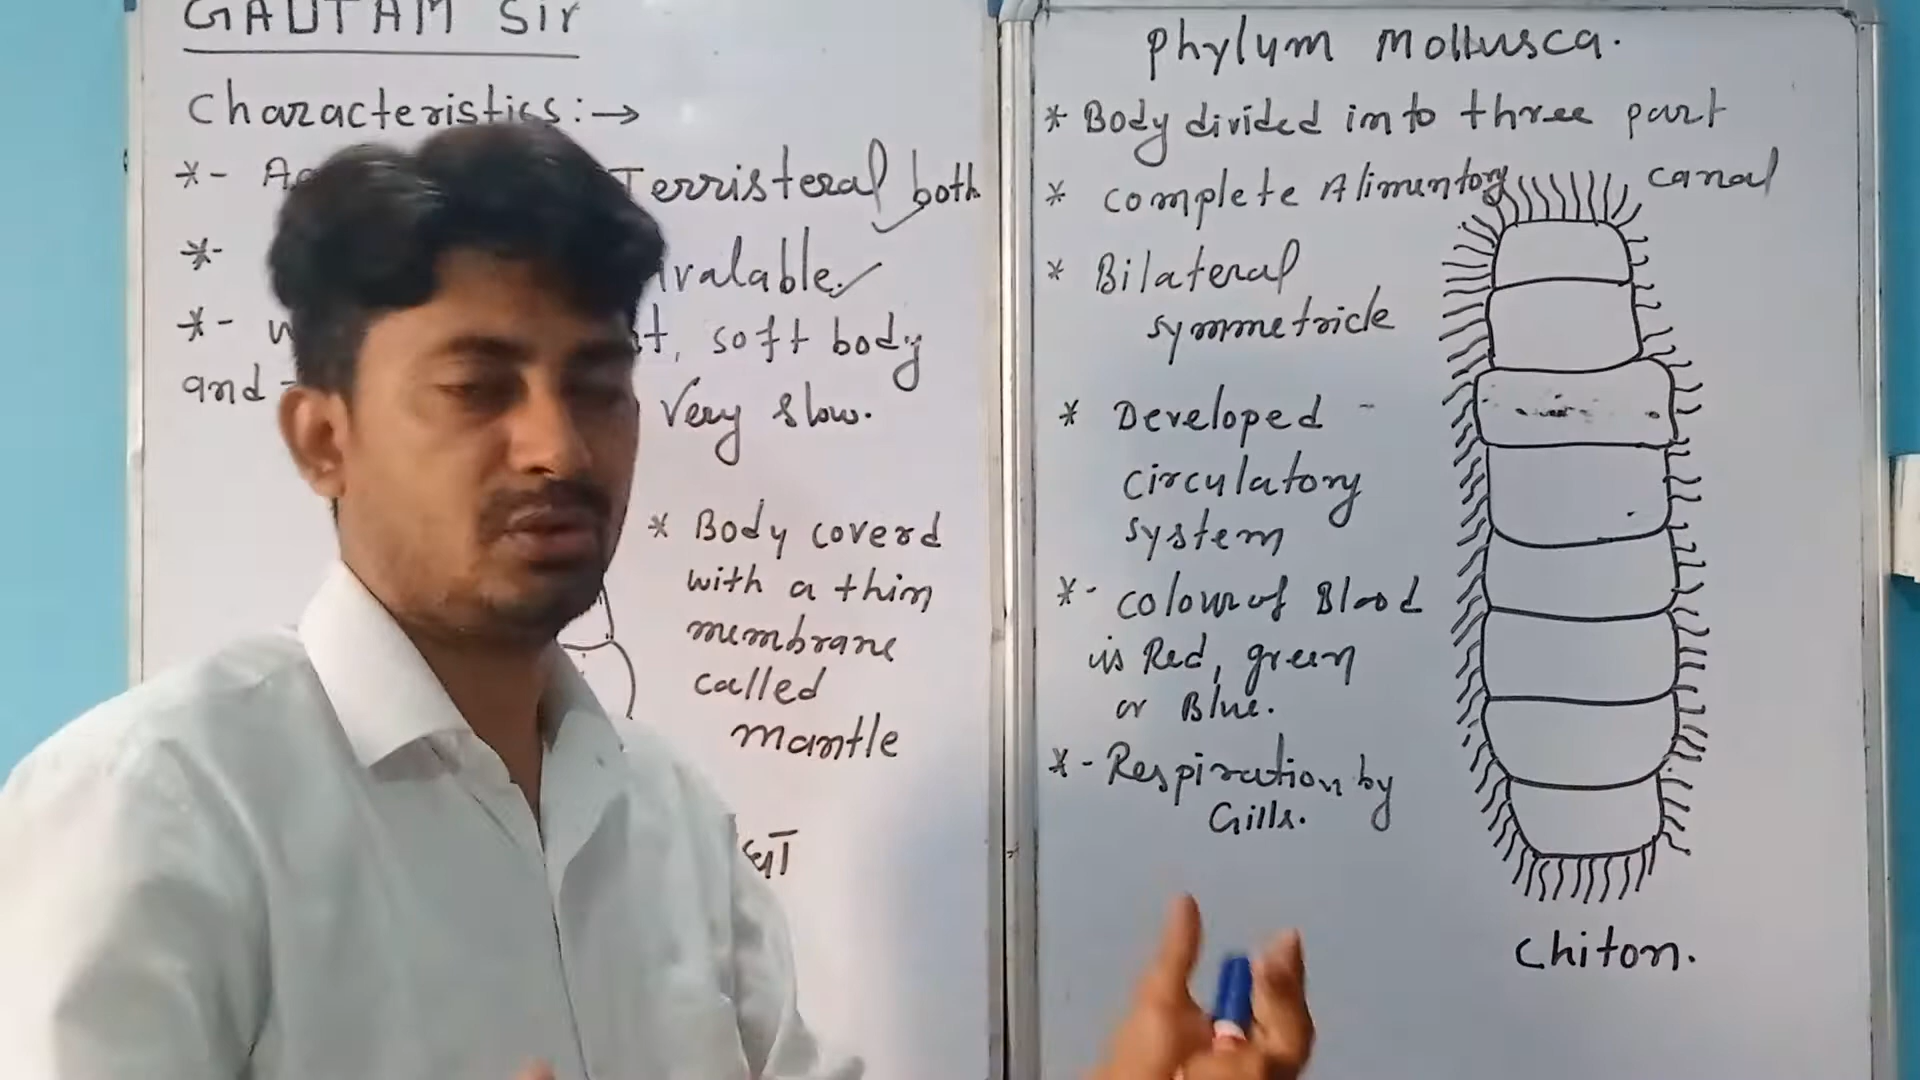 GAUTAM Sir
Characteristics:→
*- Terristeral both
*- Avalable.
*- soft body
and Very slow.
* Body coverd
with a thin
membrane
called
mantle
Phylum Mollusca.
* Body divided into three part
* Complete Alimentory canal
* Bilateral
symmetrick
* Developed -
circulatory
system
*- colour of Blood
is Red, green
or Blue.
*- Respiration by
Gills.
Chiton.